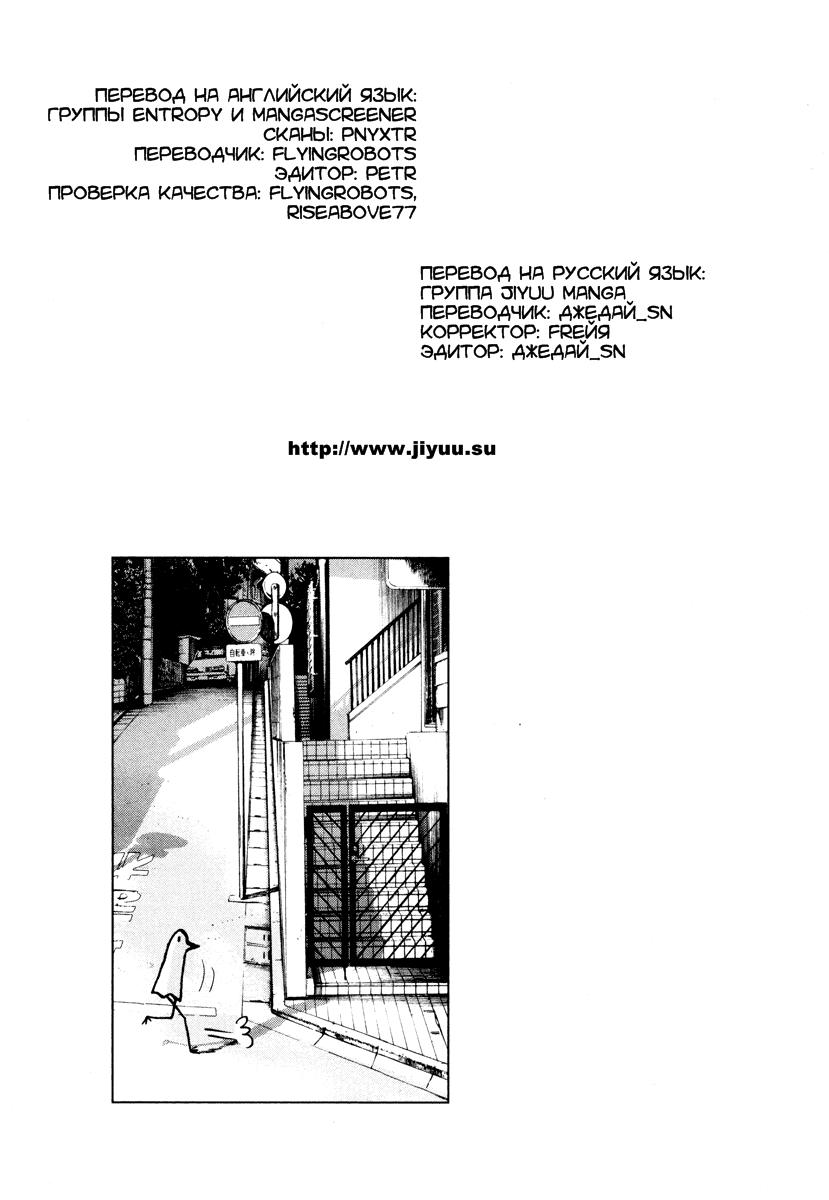 ПЕРЕВОД НА АНГЛИЙСКИЙ ЯЗЫК:
ГРУППЫ ENTROPY И MANGASCREENER
СКАНЫ: PNYXTR
ПЕРЕВОДЧИК: FLYINGROBOTS
ЭДИТОР: PETR
ПРОВЕРКА КАЧЕСТВА: FLYINGROBOTS,
RISEABOVE77
ПЕРЕВОД НА РУССКИЙ ЯЗЫК:
ГРУППА JIYUU MANGA
ПЕРЕВОДЧИК: ДЖЕДАЙ_SN
КОРРЕКТОР: FRЕЙЯ
ЭДИТОР: ДЖЕДАЙ_SN
http://www.jiyuu.su